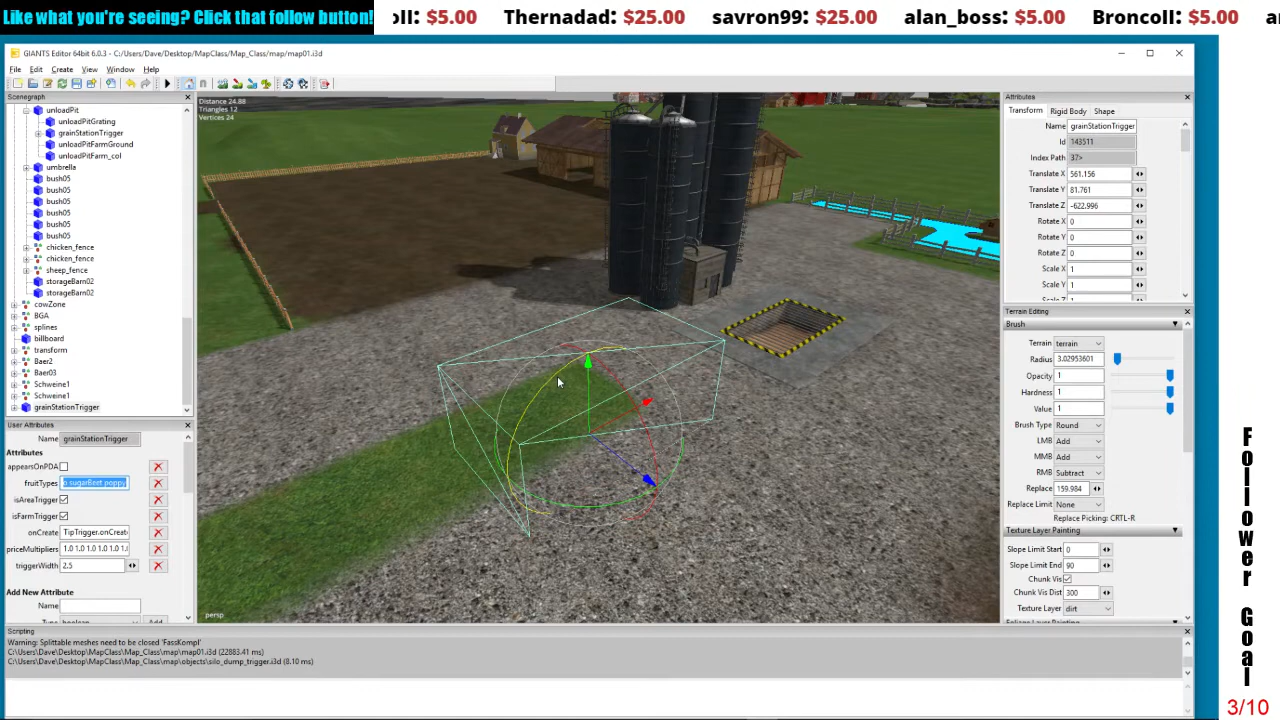 Like what you're seeing? Click that follow button!
oll: $5.00 Thernadad: $25.00 savron99: $25.00 alan_boss: $5.00 BroncoII: $5.00
GIANTS Editor 64bit 6.0.3 - C:/Users/Dave/Desktop/MapClass/Map_Class/map/map01.i3d
File Edit Create View Window Help
Scenegraph
unloadPit
unloadPitGrating
grainStationTrigger
unloadPitFarmGround
unloadPitFarm_col
umbrella
bush05
bush05
bush05
bush05
bush05
bush05
chicken_fence
chicken_fence
sheep_fence
storageBarn02
storageBarn02
cowZone
BGA
splines
billboard
transform
Baer2
Baer03
Schweine1
Schweine1
grainStationTrigger
User Attributes
Name grainStationTrigger
Attributes
appearsOnPDA
fruitTypes o sugarBeet poppy
isAreaTrigger
isFarmTrigger
onCreate TipTrigger.onCreate
priceMultipliers 1.0 1.0 1.0 1.0 1.0 1.
triggerWidth 2.5
Add New Attribute
Name
Type boolean Add
Distance 24.88
Triangles 12
Vertices 24
persp
Attributes
Transform Rigid Body Shape
Name grainStationTrigger
Id 143511
Index Path 37>
Translate X 561.156
Translate Y 81.761
Translate Z -622.996
Rotate X 0
Rotate Y 0
Rotate Z 0
Scale X 1
Scale Y 1
Terrain Editing
Brush
Terrain terrain
Radius 3.02953601
Opacity 1
Hardness 1
Value 1
Brush Type Round
LMB Add
MMB Add
RMB Subtract
Replace 159.984
Replace Limit None
Replace Picking: CRTL-R
Texture Layer Painting
Slope Limit Start 0
Slope Limit End 90
Chunk Vis
Chunk Vis Dist 300
Texture Layer dirt
Scripting
Warning: Splittable meshes need to be closed 'FassKompl'
C:\Users\Dave\Desktop\MapClass\Map_Class\map\map01.i3d (22883.41 ms)
C:\Users\Dave\Desktop\MapClass\Map_Class\map\objects\silo_dump_trigger.i3d (8.10 ms)
Follower Goal
3/10